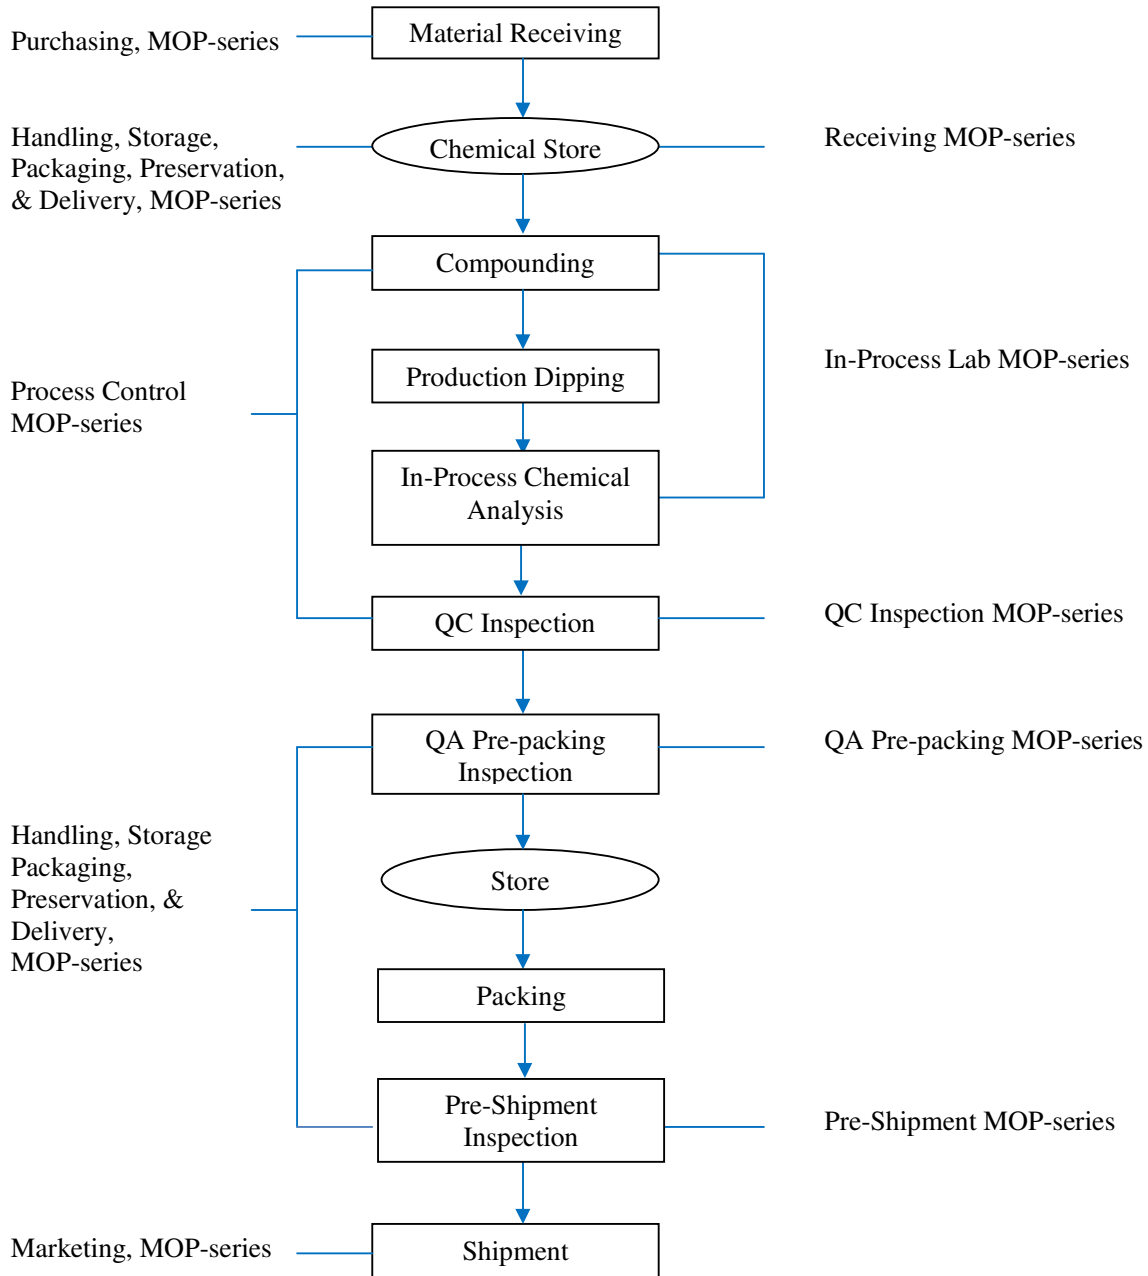 Purchasing, MOP-series
Material Receiving
Handling, Storage,
Packaging, Preservation,
& Delivery, MOP-series
Chemical Store
Receiving MOP-series
Compounding
Production Dipping
In-Process Lab MOP-series
Process Control
MOP-series
In-Process Chemical
Analysis
QC Inspection
QC Inspection MOP-series
QA Pre-packing
Inspection
QA Pre-packing MOP-series
Handling, Storage
Packaging,
Preservation, &
Delivery,
MOP-series
Store
Packing
Pre-Shipment
Inspection
Pre-Shipment MOP-series
Marketing, MOP-series
Shipment